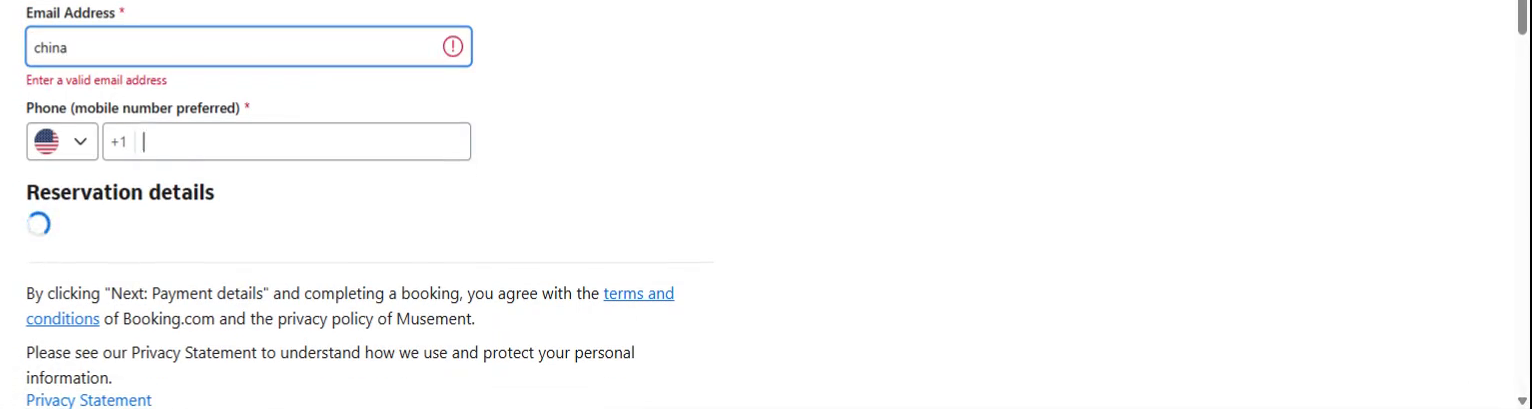 Email Address *
china
Enter a valid email address
Phone (mobile number preferred) *
+1
Reservation details
By clicking "Next: Payment details" and completing a booking, you agree with the terms and
conditions of Booking.com and the privacy policy of Musement.
Please see our Privacy Statement to understand how we use and protect your personal
information.
Privacy Statement